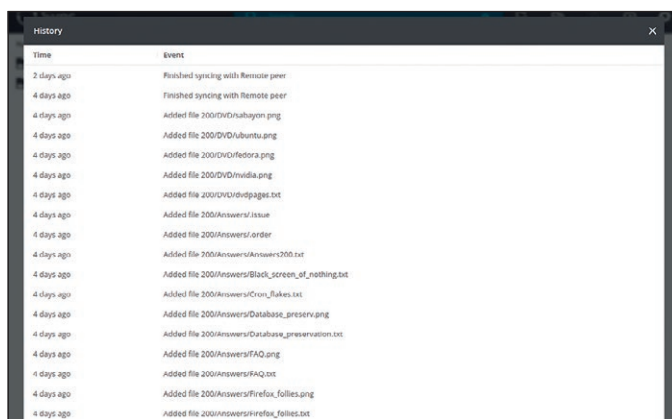 History
Time Event
2 days ago Finished syncing with Remote peer
4 days ago Finished syncing with Remote peer
4 days ago Added file 200/DVD/sabayon.png
4 days ago Added file 200/DVD/ubuntu.png
4 days ago Added file 200/DVD/fedora.png
4 days ago Added file 200/DVD/nvidia.png
4 days ago Added file 200/DVD/dvdpages.txt
4 days ago Added file 200/Answers/.issue
4 days ago Added file 200/Answers/.order
4 days ago Added file 200/Answers/Answers200.txt
4 days ago Added file 200/Answers/Black_screen_of_nothing.txt
4 days ago Added file 200/Answers/Cron_flakes.txt
4 days ago Added file 200/Answers/Database_preserv.png
4 days ago Added file 200/Answers/Database_preservation.txt
4 days ago Added file 200/Answers/FAQ.png
4 days ago Added file 200/Answers/FAQ.txt
4 days ago Added file 200/Answers/Firefox_follies.png
4 days ago Added file 200/Answers/Firefox_follies.txt